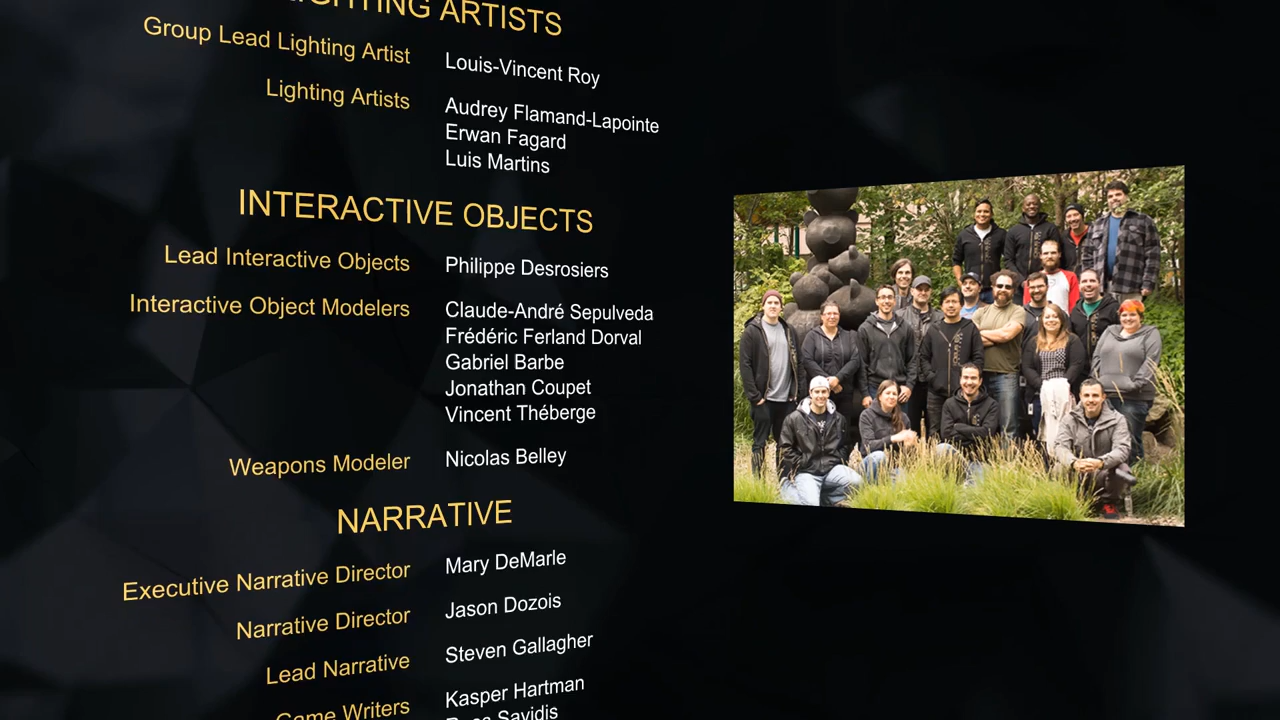 LIGHTING ARTISTS
Group Lead Lighting Artist Louis-Vincent Roy
Lighting Artists Audrey Flamand-Lapointe
Erwan Fagard
Luis Martins
INTERACTIVE OBJECTS
Lead Interactive Objects Philippe Desrosiers
Interactive Object Modelers Claude-André Sepulveda
Frédéric Ferland Dorval
Gabriel Barbe
Jonathan Coupet
Vincent Théberge
Weapons Modeler Nicolas Belley
NARRATIVE
Executive Narrative Director Mary DeMarle
Narrative Director Jason Dozois
Lead Narrative Steven Gallagher
Game Writers Kasper Hartman
Savidis